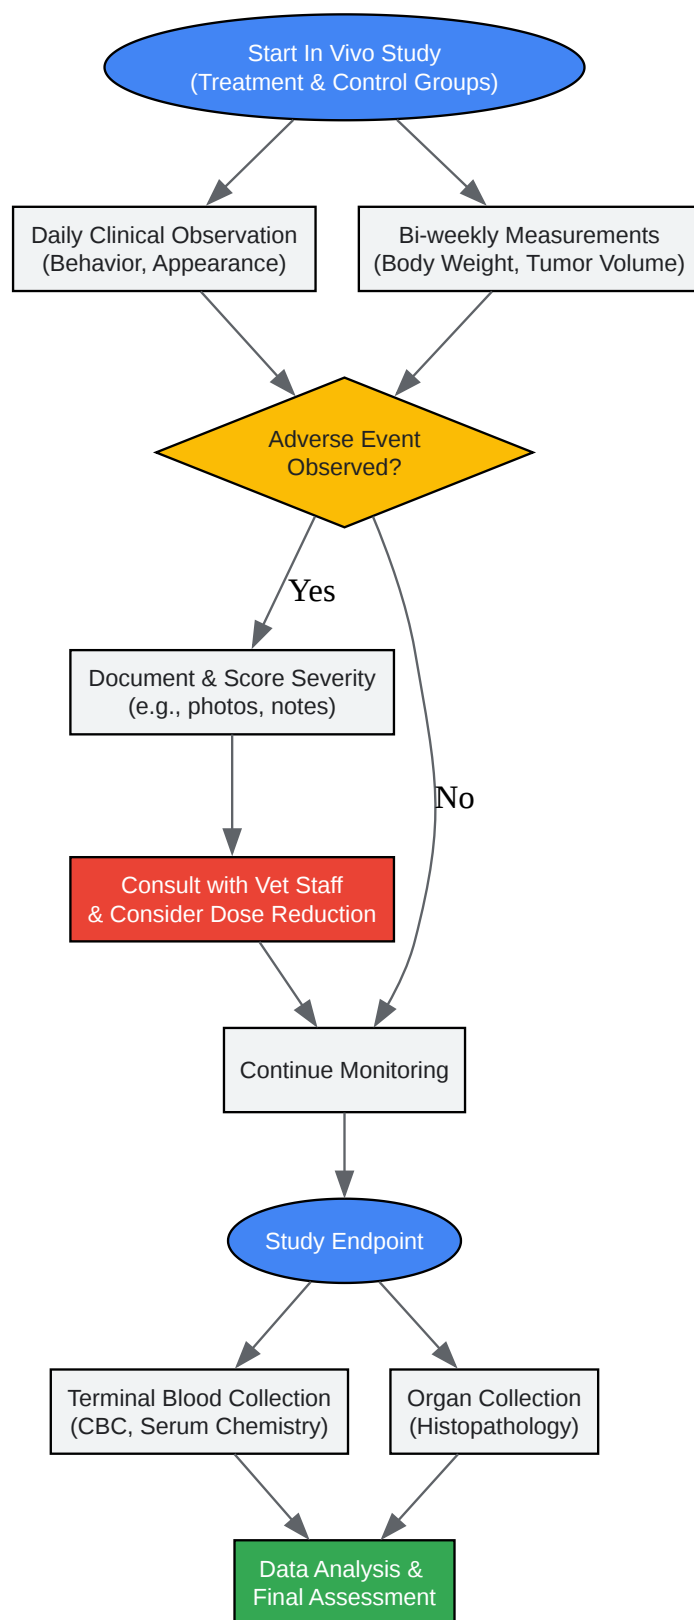 Start In Vivo Study
(Treatment & Control Groups)
Daily Clinical Observation
(Behavior, Appearance)
Bi-weekly Measurements
(Body Weight, Tumor Volume)
Adverse Event
Observed?
Yes
Document & Score Severity
(e.g., photos, notes)
No
Consult with Vet Staff
& Consider Dose Reduction
Continue Monitoring
Study Endpoint
Terminal Blood Collection
(CBC, Serum Chemistry)
Organ Collection
(Histopathology)
Data Analysis &
Final Assessment